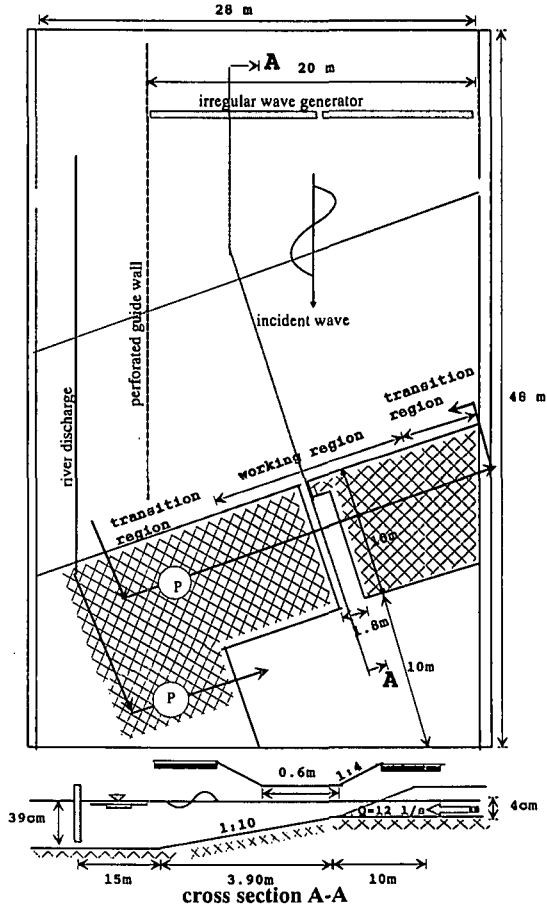 28 m
A
20 m
irregular wave generator
perforated guide wall
incident wave
river discharge
48 m
transition
region
working region
transition
region
P
10m
1.8m
P
A
10m
0.6m
1:4
39cm
Q=12 l/s
4cm
1:10
15m
3.90m
10m
cross section A-A